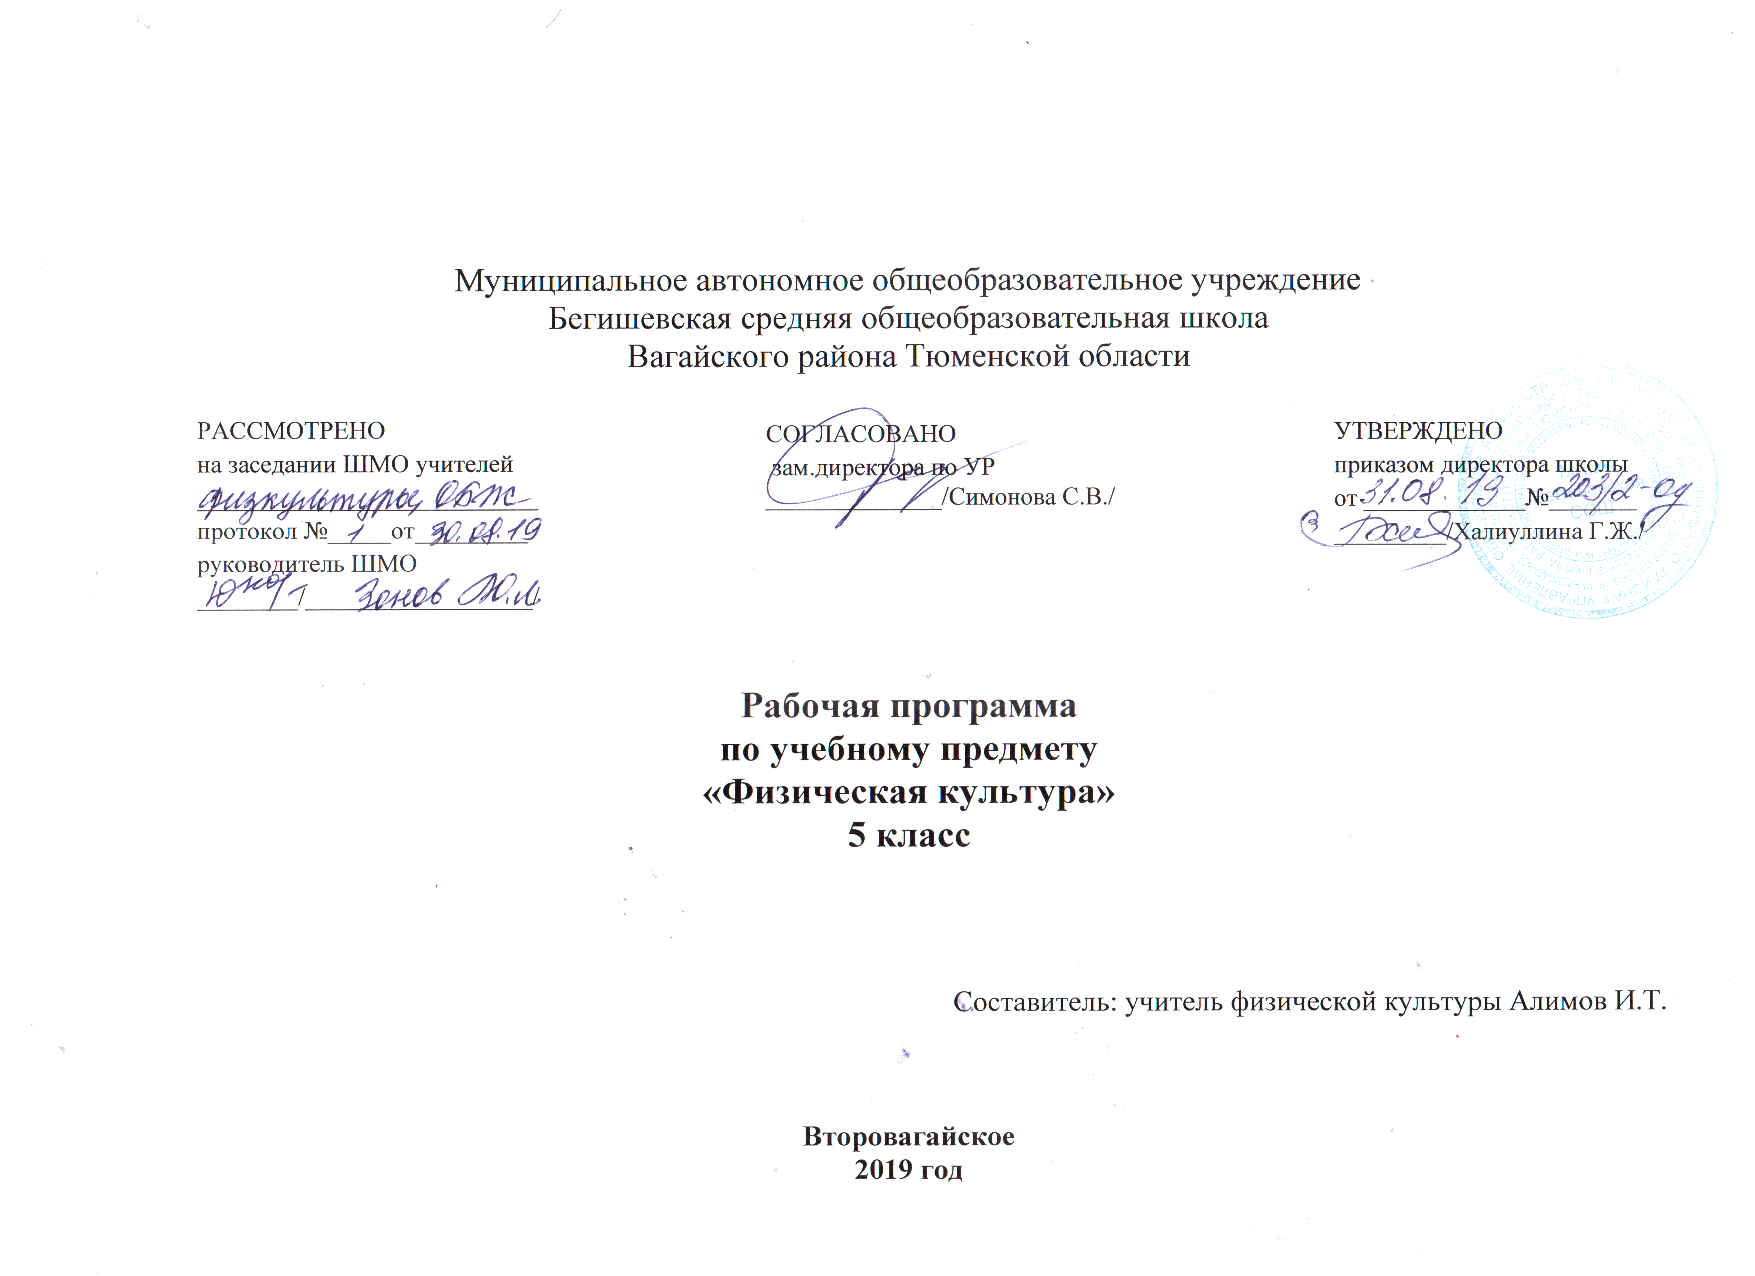 Муниципальное автономное общеобразовательное учреждение
Бегишевская средняя общеобразовательная школа
Вагайского района Тюменской области
РАССМОТРЕНО
на заседании ШМО учителей
физкультуры, ОБЖ
протокол № 1 от 30.08.19
руководитель ШМО
Зонов Ю.И.
СОГЛАСОВАНО
зам.директора по УР
/Симонова С.В./
УТВЕРЖДЕНО
приказом директора школы
от 31.08.19 № 203/2-од
/Халиуллина Г.Ж./
Рабочая программа
по учебному предмету
«Физическая культура»
5 класс
Составитель: учитель физической культуры Алимов И.Т.
Второвагайское
2019 год